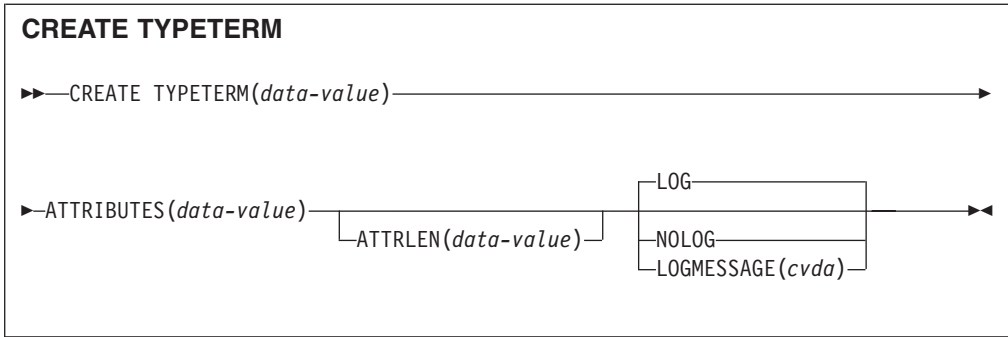 CREATE TYPETERM
CREATE TYPETERM(data-value)
LOG
ATTRIBUTES(data-value)
ATTRLEN(data-value)
NOLOG
LOGMESSAGE(cvda)